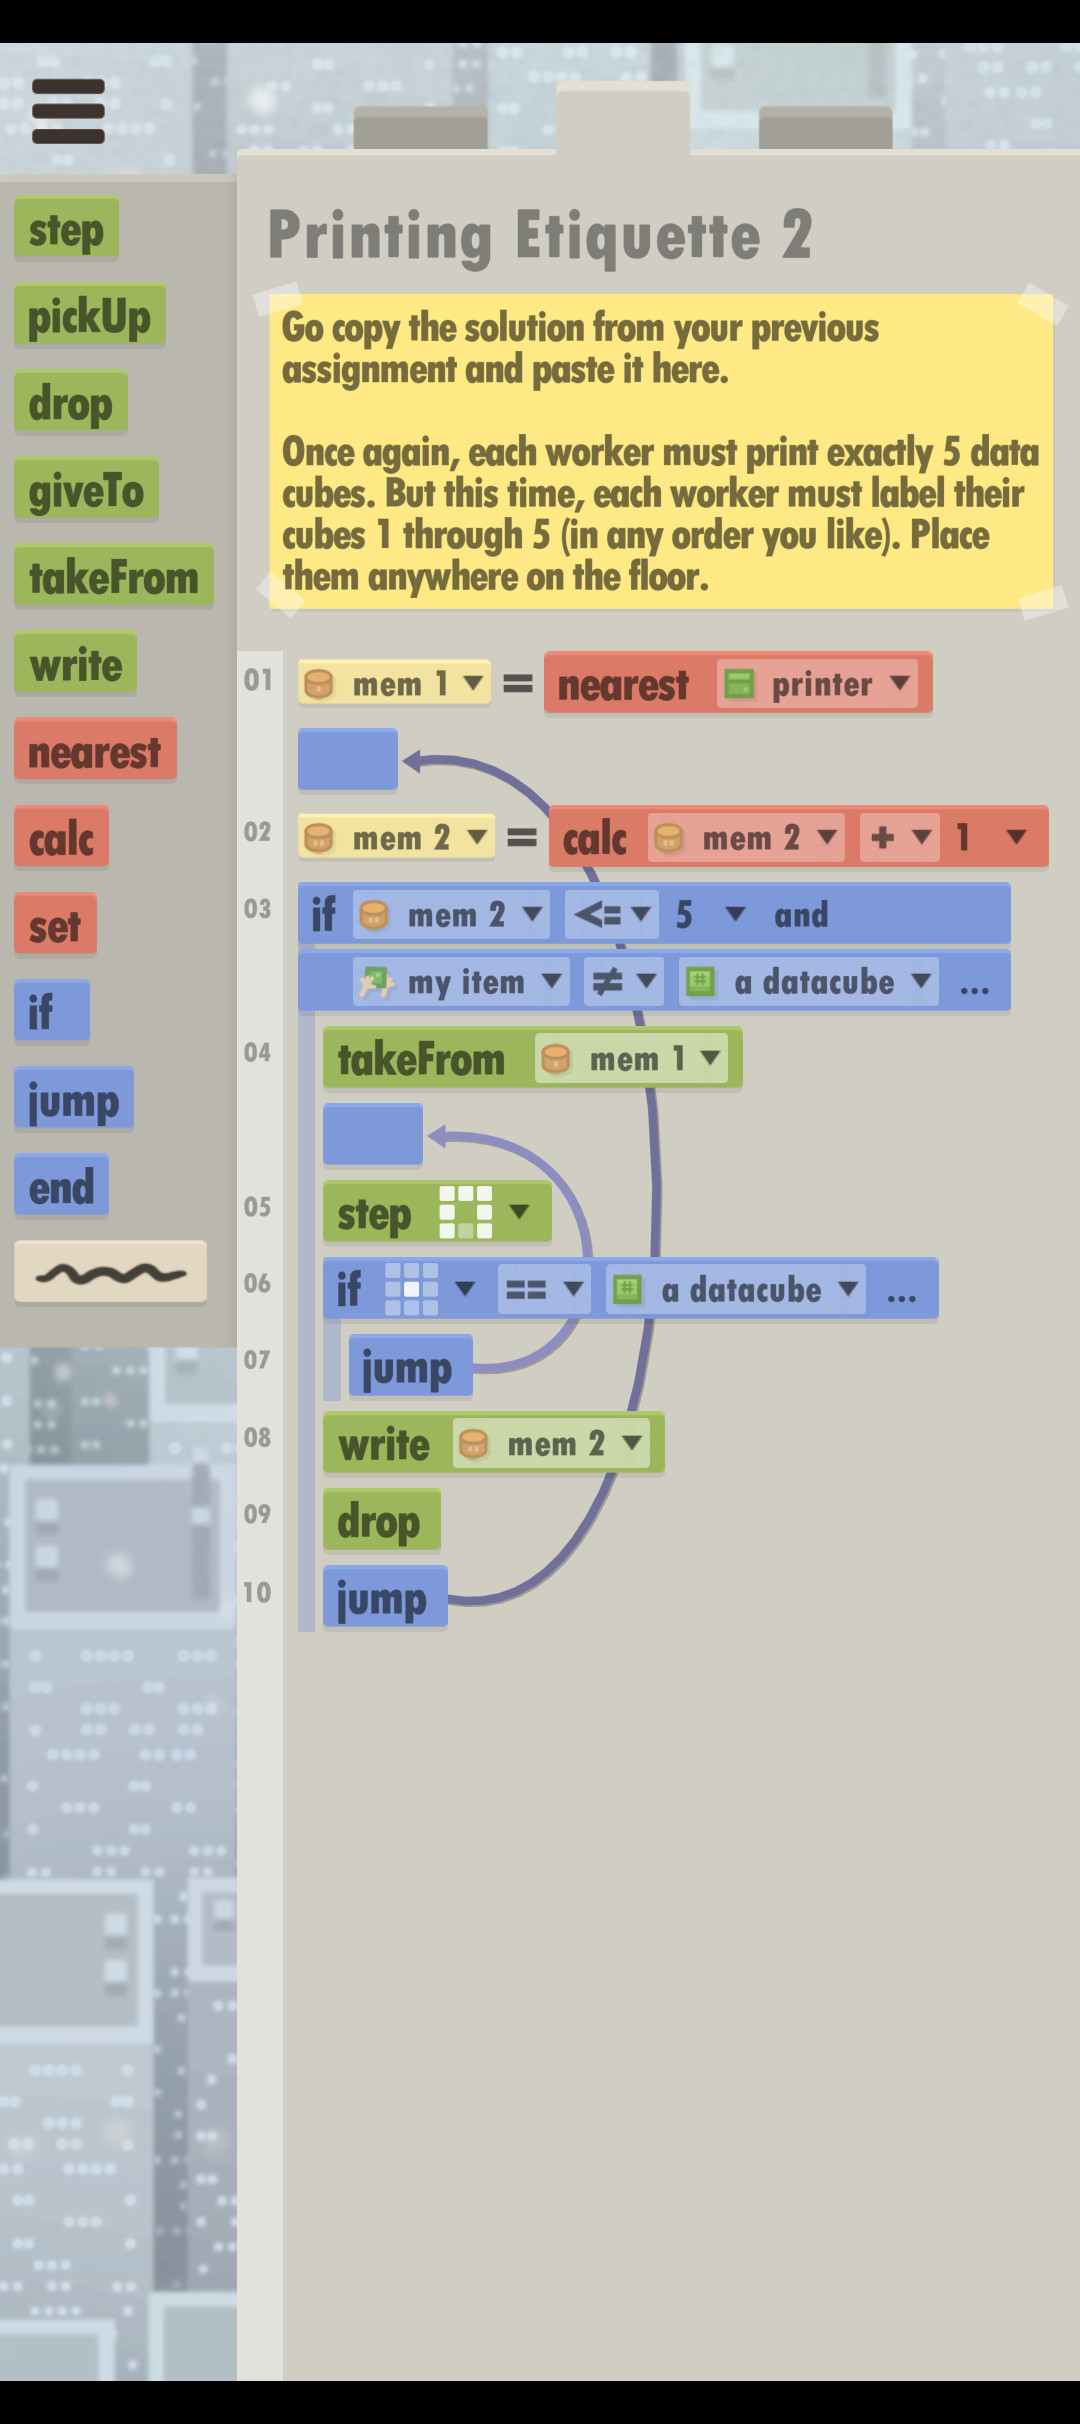 Printing Etiquette 2
Go copy the solution from your previous
assignment and paste it here.
Once again, each worker must print exactly 5 data
cubes. But this time, each worker must label their
cubes 1 through 5 (in any order you like). Place
them anywhere on the floor.
step
pickUp
drop
giveTo
takeFrom
write
nearest
calc
set
if
jump
end
01 mem 1 = nearest printer
02 mem 2 = calc mem 2 + 1
03 if mem 2 <= 5 and
my item ≠ a datacube ...
04 takeFrom mem 1
05 step
06 if == a datacube ...
07 jump
08 write mem 2
09 drop
10 jump